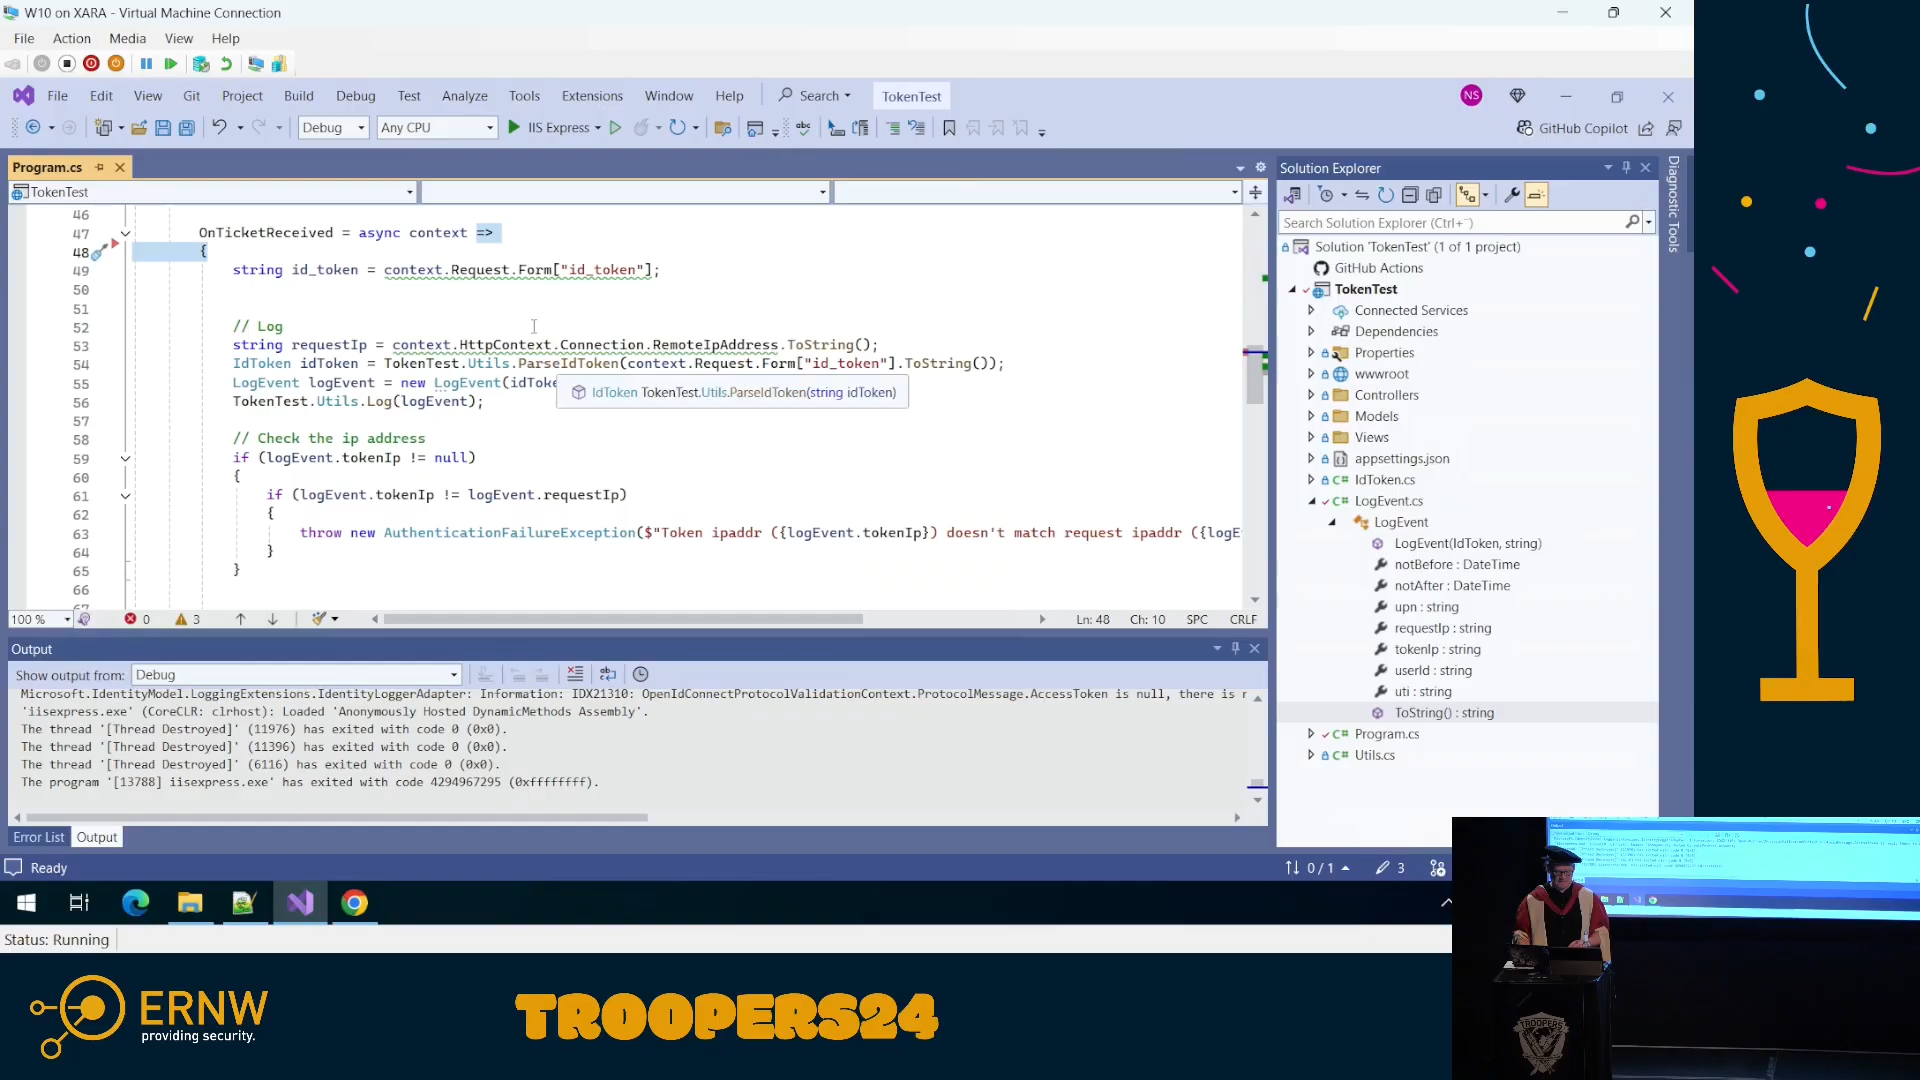 W10 on XARA - Virtual Machine Connection
File Action Media View Help
File Edit View Git Project Build Debug Test Analyze Tools Extensions Window Help Search TokenTest NS
Debug Any CPU IIS Express GitHub Copilot
Program.cs
TokenTest
46
47 OnTicketReceived = async context =>
48 {
49 string id_token = context.Request.Form["id_token"];
50
51
52 // Log
53 string requestIp = context.HttpContext.Connection.RemoteIpAddress.ToString();
54 IdToken idToken = TokenTest.Utils.ParseIdToken(context.Request.Form["id_token"].ToString());
55 LogEvent logEvent = new LogEvent(idToke
IdToken TokenTest.Utils.ParseIdToken(string idToken)
56 TokenTest.Utils.Log(logEvent);
57
58 // Check the ip address
59 if (logEvent.tokenIp != null)
60 {
61 if (logEvent.tokenIp != logEvent.requestIp)
62 {
63 throw new AuthenticationFailureException($"Token ipaddr ({logEvent.tokenIp}) doesn't match request ipaddr ({logE
64 }
65 }
66
100 % 0 3 Ln: 48 Ch: 10 SPC CRLF
Output
Show output from: Debug
Microsoft.IdentityModel.LoggingExtensions.IdentityLoggerAdapter: Information: IDX21310: OpenIdConnectProtocolValidationContext.ProtocolMessage.AccessToken is null, there is r
'iisexpress.exe' (CoreCLR: clrhost): Loaded 'Anonymously Hosted DynamicMethods Assembly'.
The thread '[Thread Destroyed]' (11976) has exited with code 0 (0x0).
The thread '[Thread Destroyed]' (11396) has exited with code 0 (0x0).
The thread '[Thread Destroyed]' (6116) has exited with code 0 (0x0).
The program '[13788] iisexpress.exe' has exited with code 4294967295 (0xffffffff).
Error List Output
Ready
0 / 1 3
Solution Explorer
Search Solution Explorer (Ctrl+¨)
Solution 'TokenTest' (1 of 1 project)
GitHub Actions
TokenTest
Connected Services
Dependencies
Properties
wwwroot
Controllers
Models
Views
appsettings.json
C# IdToken.cs
C# LogEvent.cs
LogEvent
LogEvent(IdToken, string)
notBefore : DateTime
notAfter : DateTime
upn : string
requestIp : string
tokenIp : string
userId : string
uti : string
ToString() : string
C# Program.cs
C# Utils.cs
Diagnostic Tools
Status: Running
ERNW
providing security.
TROOPERS24
TROOPERS